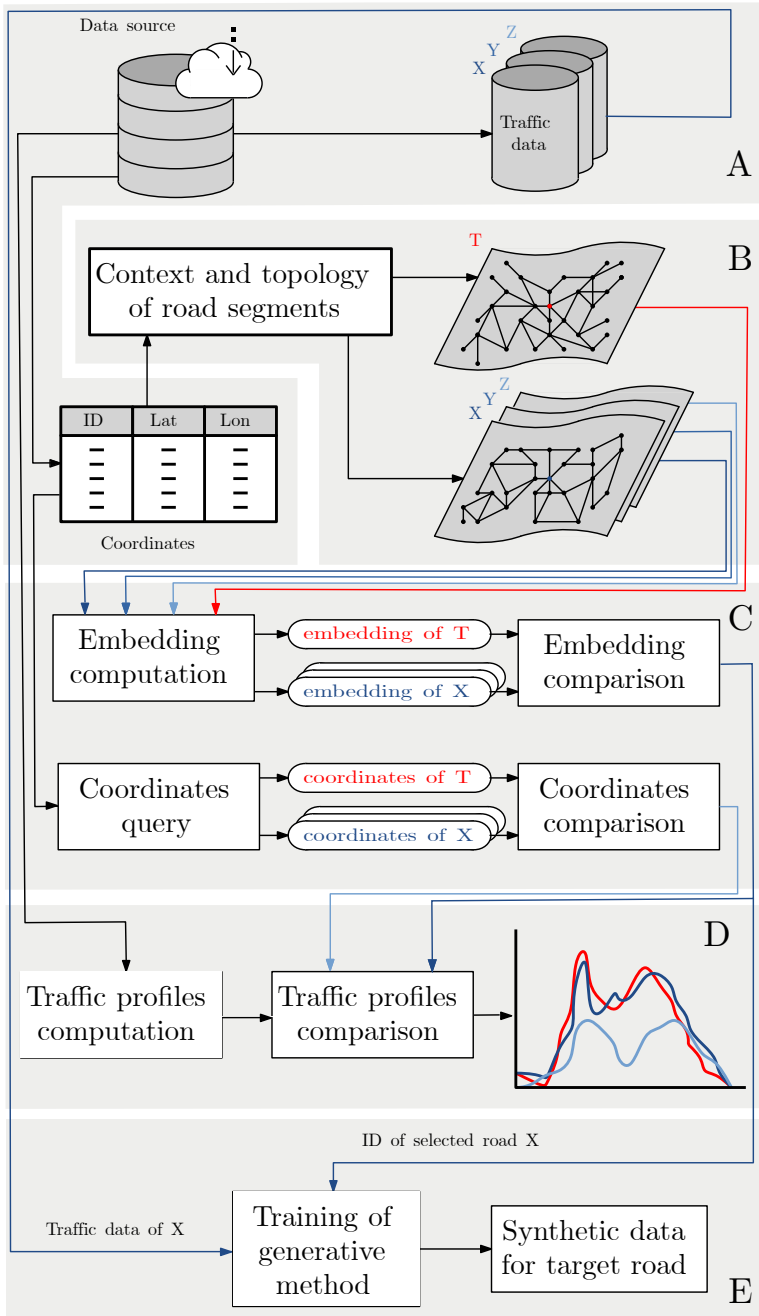 Data source
Z
Y
X
Traffic
data
A
T
B
Context and topology
of road segments
Z
Y
X
ID Lat Lon
Coordinates
C
Embedding
computation
embedding of T
embedding of X
Embedding
comparison
Coordinates
query
coordinates of T
coordinates of X
Coordinates
comparison
D
Traffic profiles
computation
Traffic profiles
comparison
ID of selected road X
Traffic data of X
Training of
generative
method
Synthetic data
for target road
E